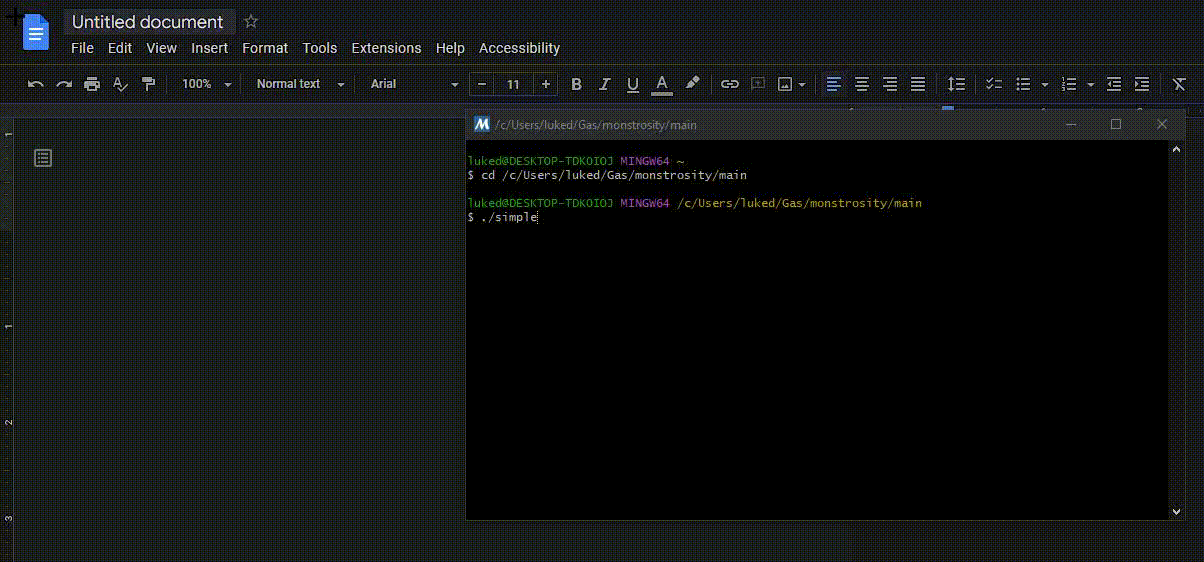 Untitled document
File Edit View Insert Format Tools Extensions Help Accessibility
100% Normal text Arial 11
/c/Users/luked/Gas/monstrosity/main
luked@DESKTOP-TDKOIOJ MINGW64 ~
$ cd /c/Users/luked/Gas/monstrosity/main
luked@DESKTOP-TDKOIOJ MINGW64 /c/Users/luked/Gas/monstrosity/main
$ ./simple
1
1
2
3